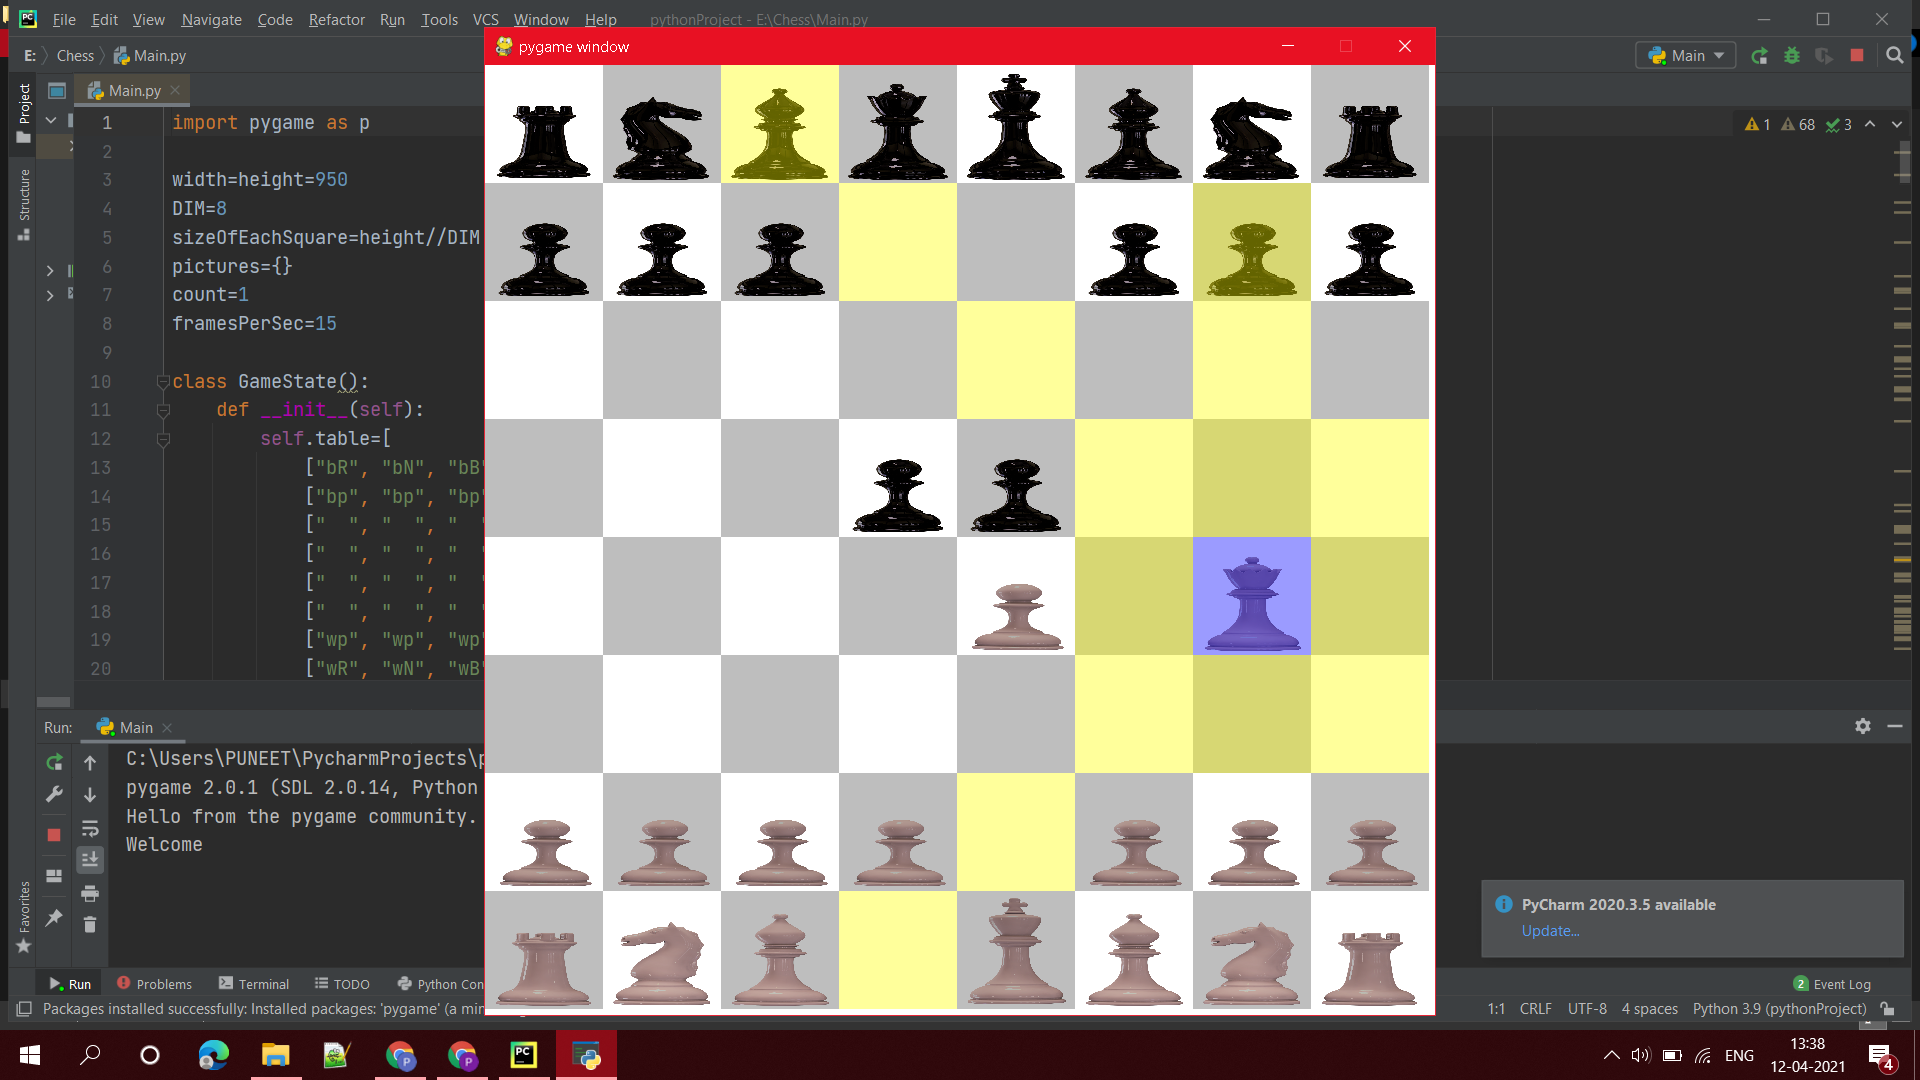 PC File Edit View Navigate Code Refactor Run Tools VCS Window Help pythonProject - E:\Chess\Main.py
pygame window
E: Chess Main.py
Main
Project
Main.py
1 import pygame as p
1 68 3
2
3 width=height=950
4 DIM=8
5 sizeOfEachSquare=height//DIM
6 pictures={}
7 count=1
8 framesPerSec=15
9
10 class GameState():
11 def __init__(self):
12 self.table=[
13 ["bR", "bN", "bB"
14 ["bp", "bp", "bp"
15 [" ", " ", "
16 [" ", " ", "
17 [" ", " ", "
18 [" ", " ", "
19 ["wp", "wp", "wp"
20 ["wR", "wN", "wB"
Structure
Run: Main
C:\Users\PUNEET\PycharmProjects\p
pygame 2.0.1 (SDL 2.0.14, Python
Hello from the pygame community.
Welcome
Favorites
PyCharm 2020.3.5 available
Update...
Run Problems Terminal TODO Python Con
2 Event Log
Packages installed successfully: Installed packages: 'pygame' (a min
1:1 CRLF UTF-8 4 spaces Python 3.9 (pythonProject)
P P PC
ENG
13:38
12-04-2021
4